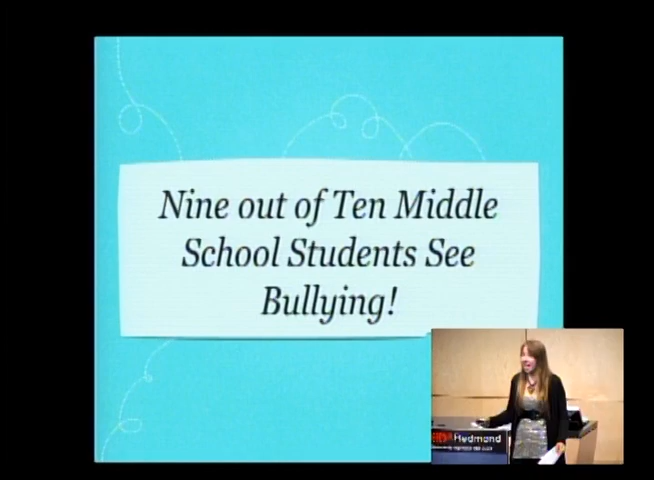 Nine out of Ten Middle
School Students See
Bullying!
Redmond